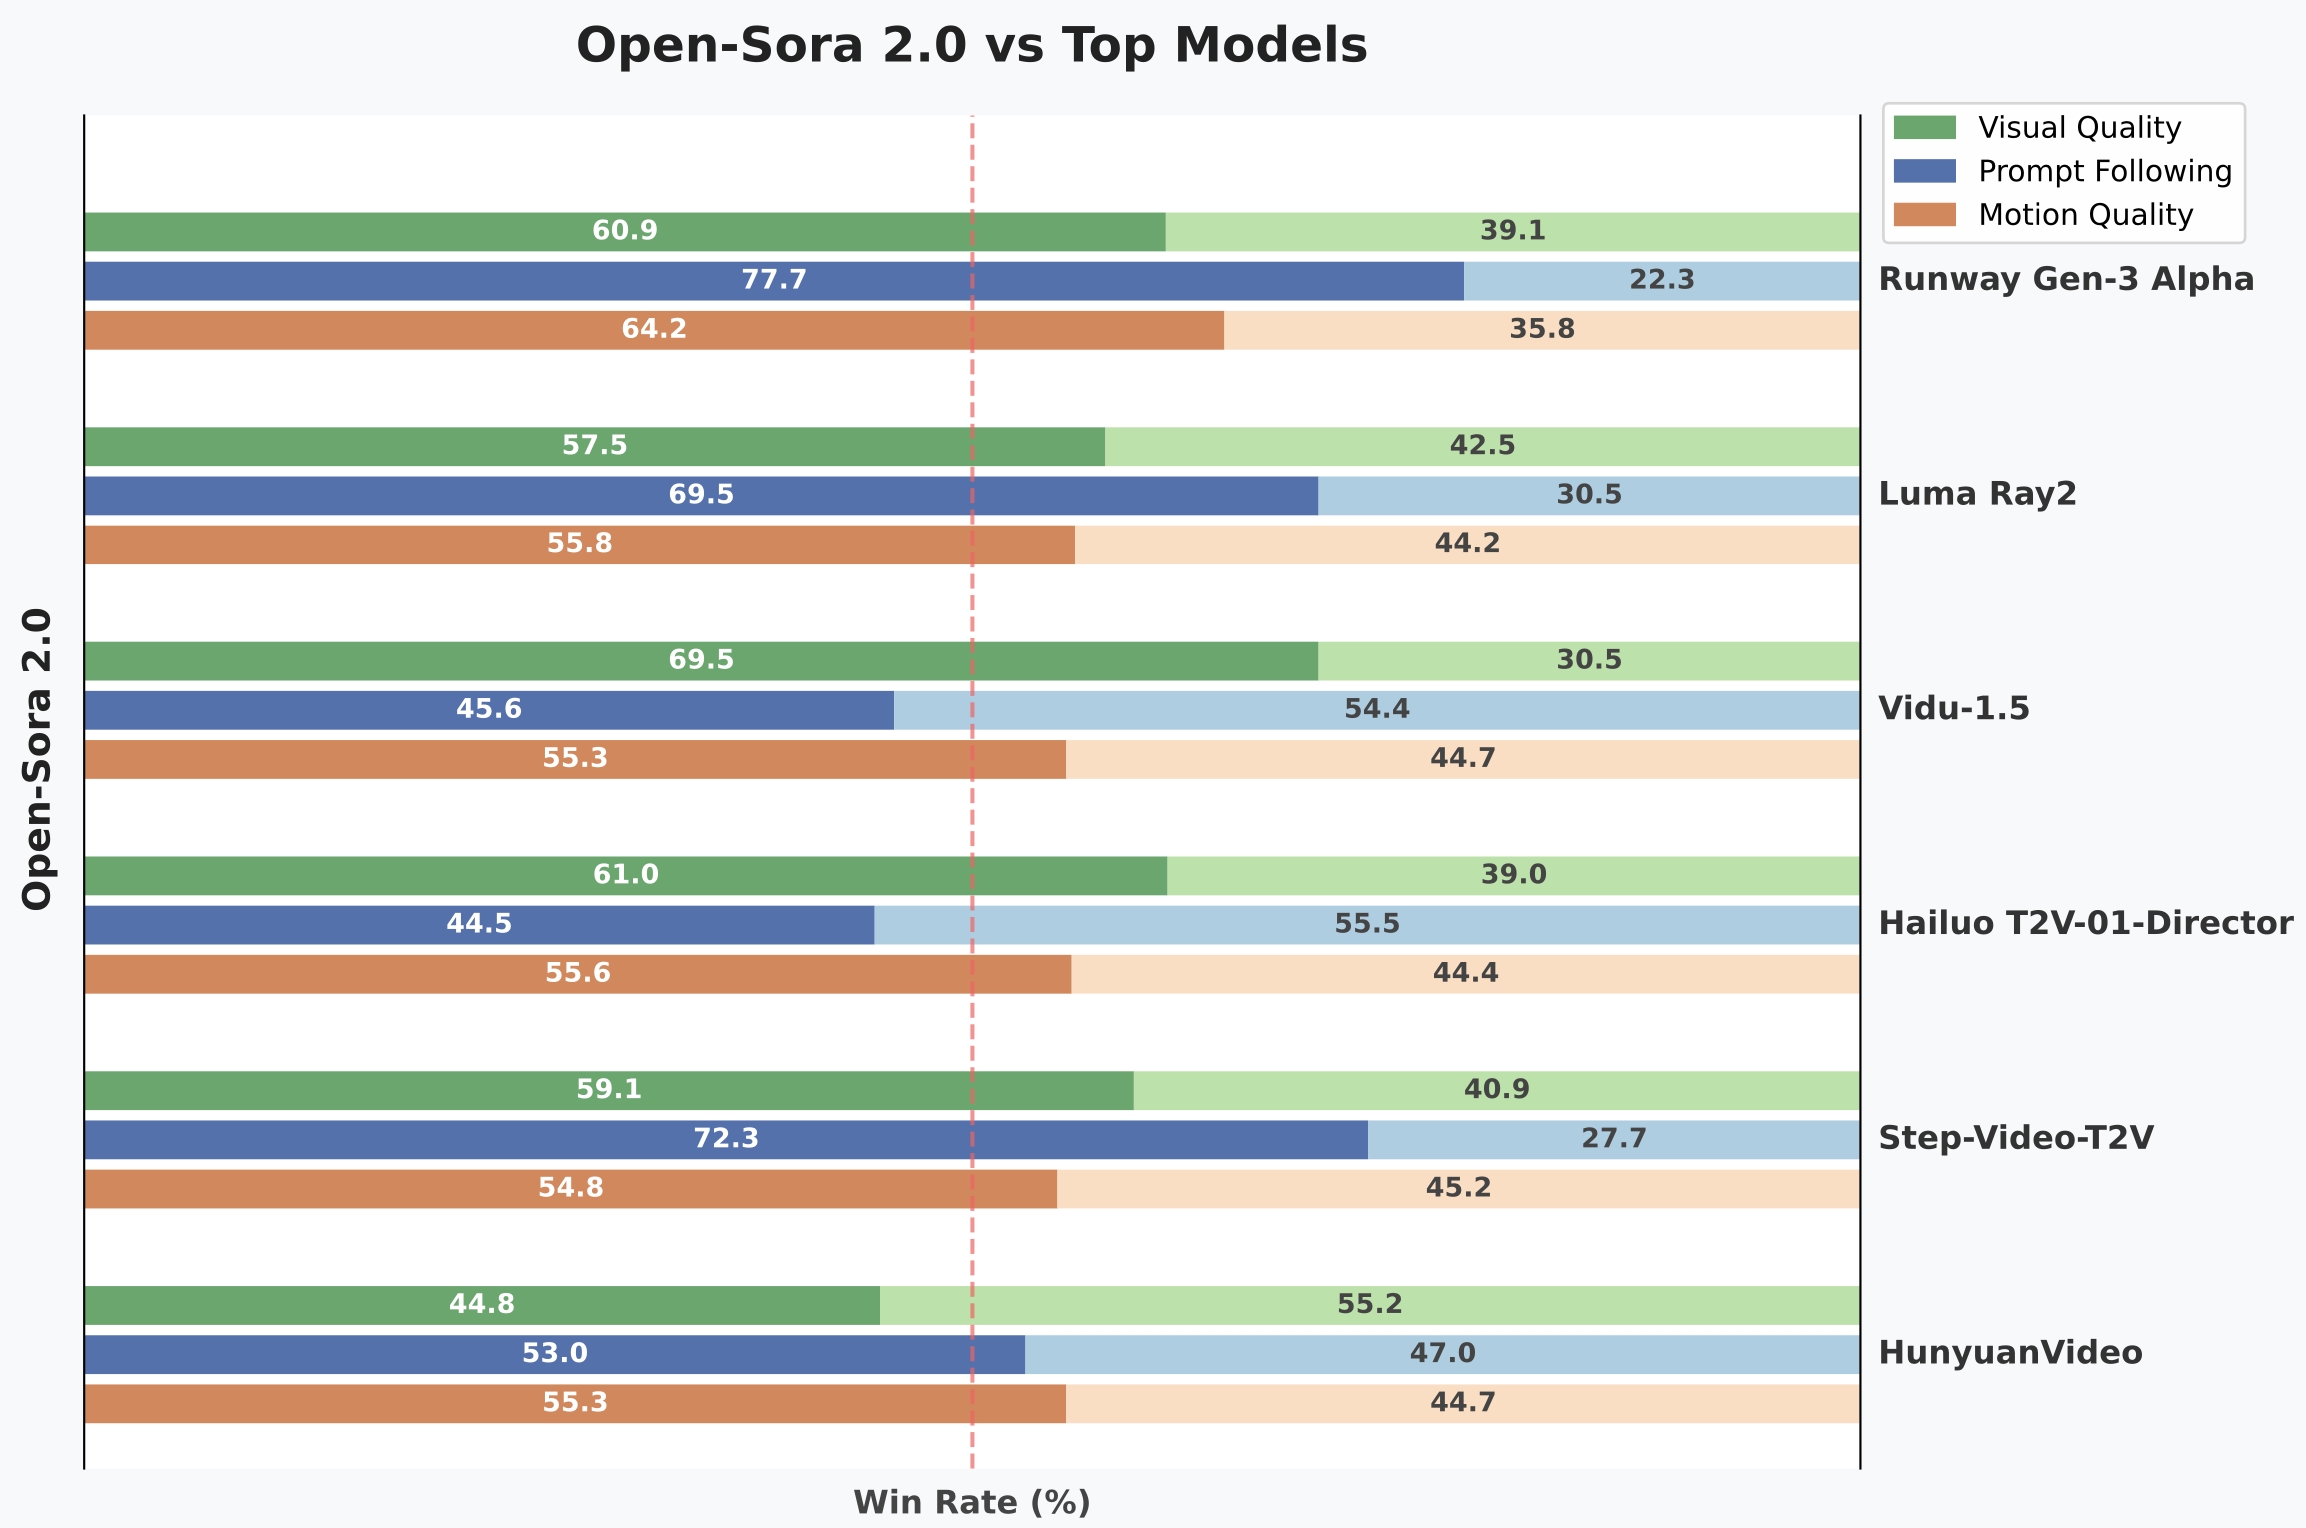 Open-Sora 2.0 vs Top Models
Visual Quality
Prompt Following
Motion Quality
60.9 39.1
77.7 22.3 Runway Gen-3 Alpha
64.2 35.8
57.5 42.5
69.5 30.5 Luma Ray2
55.8 44.2
69.5 30.5
45.6 54.4 Vidu-1.5
55.3 44.7
Open-Sora 2.0
61.0 39.0
44.5 55.5 Hailuo T2V-01-Director
55.6 44.4
59.1 40.9
72.3 27.7 Step-Video-T2V
54.8 45.2
44.8 55.2
53.0 47.0 HunyuanVideo
55.3 44.7
Win Rate (%)